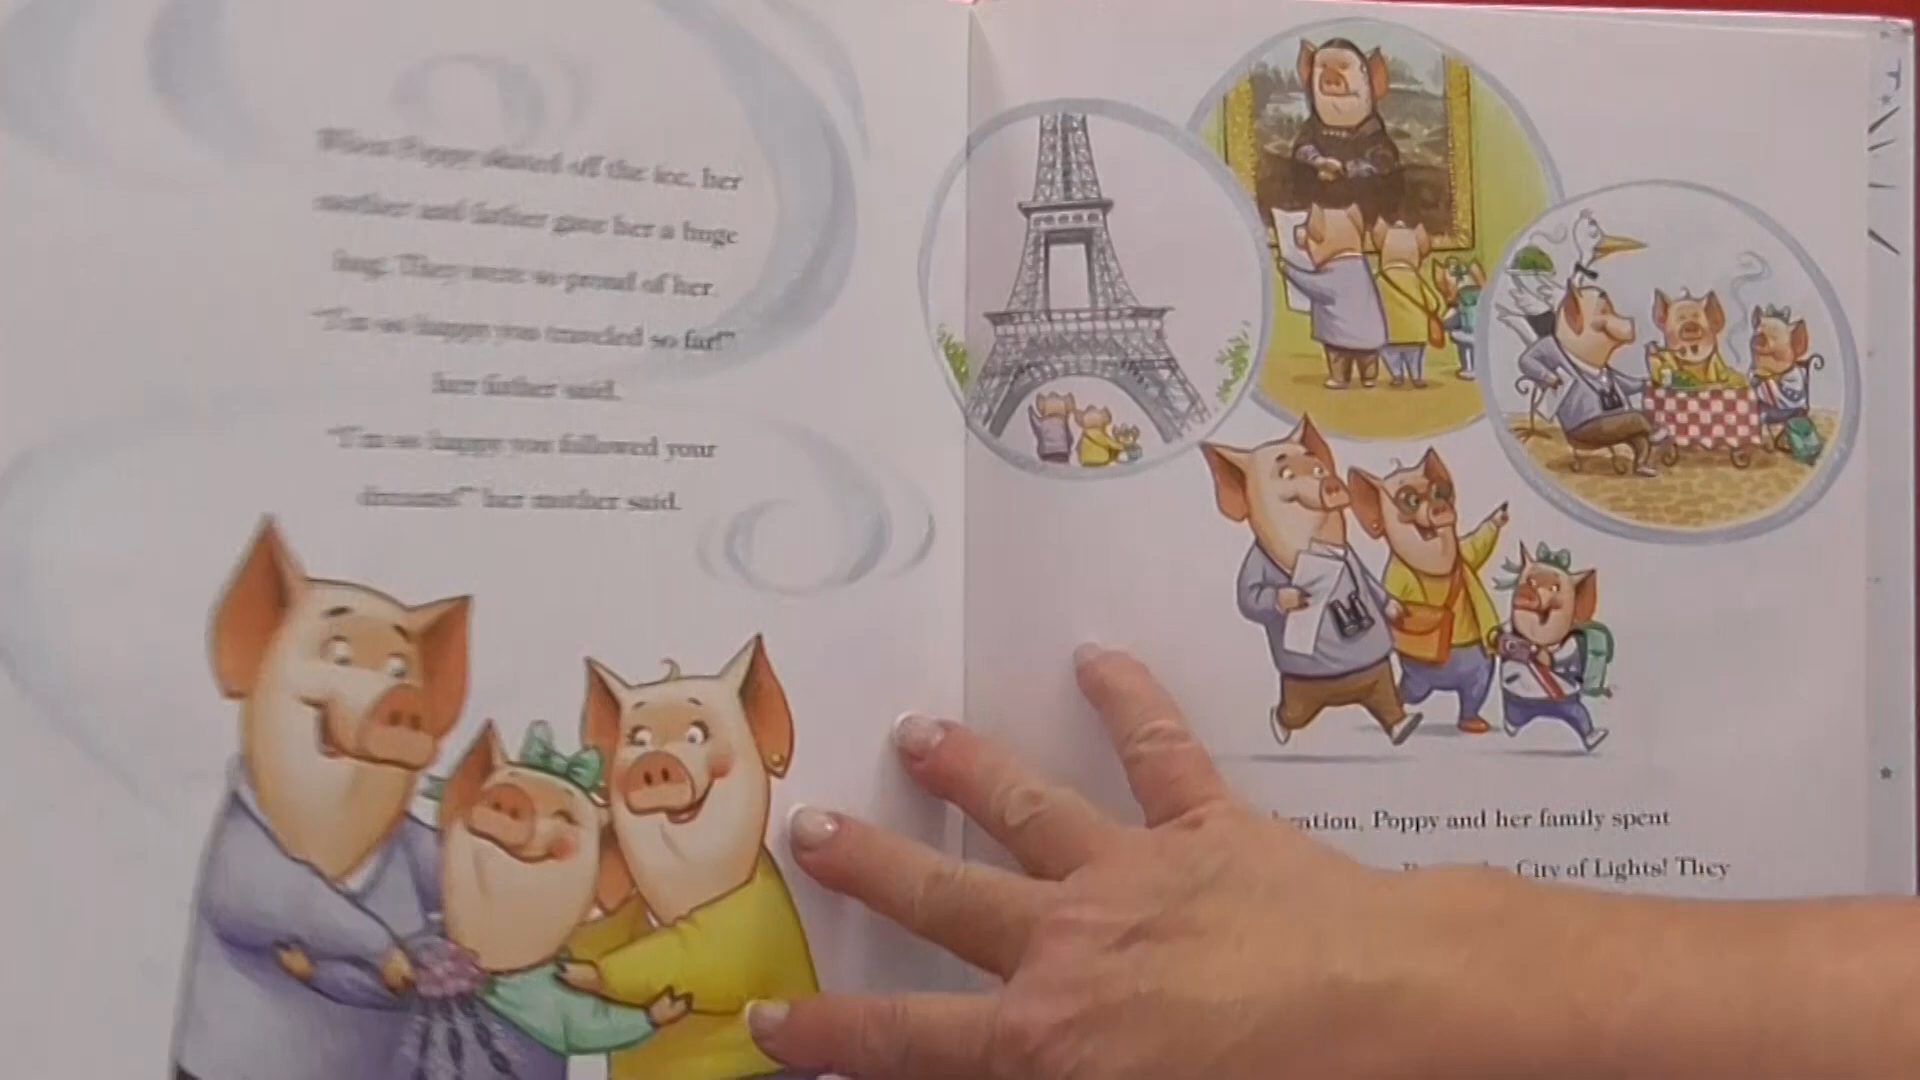 When Poppy skated off the ice, her
mother and father gave her a huge
hug. They were so proud of her.
"I'm so happy you traveled so far!"
her father said.
"I'm so happy you followed your
dreams!" her mother said.
Poppy and her family spent
City of Lights! They